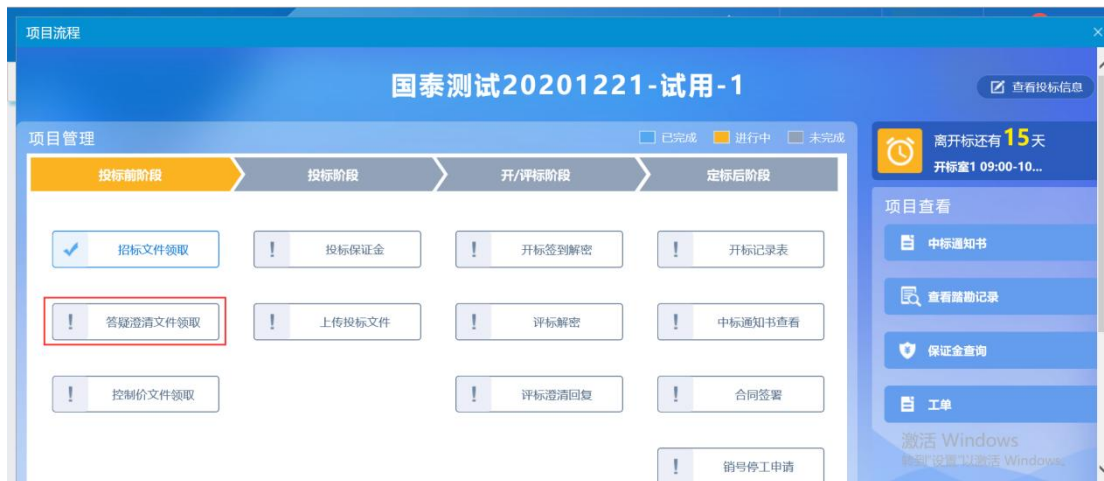 项目流程
国泰测试20201221-试用-1
查看投标信息
项目管理
已完成 进行中 未完成
离开标还有15天
开标室1 09:00-10...
投标前阶段 投标阶段 开/评标阶段 定标后阶段
项目查看
招标文件领取 投标保证金 开标签到解密 开标记录表
中标通知书
查看踏勘记录
答疑澄清文件领取 上传投标文件 评标解密 中标通知书查看
保证金查询
控制价文件领取 评标澄清回复 合同签署
工单
激活 Windows
转到"设置"以激活 Windows。
销号停工申请